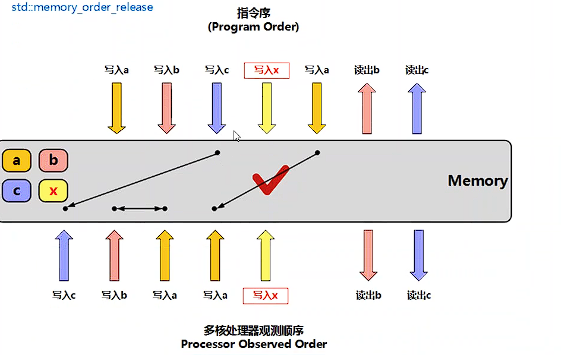 std::memory_order_release
指令序
(Program Order)
写入a 写入b 写入c 写入x 写入a 读出b 读出c
a b
c x
Memory
写入c 写入b 写入a 写入a 写入x 读出b 读出c
多核处理器观测顺序
Processor Observed Order